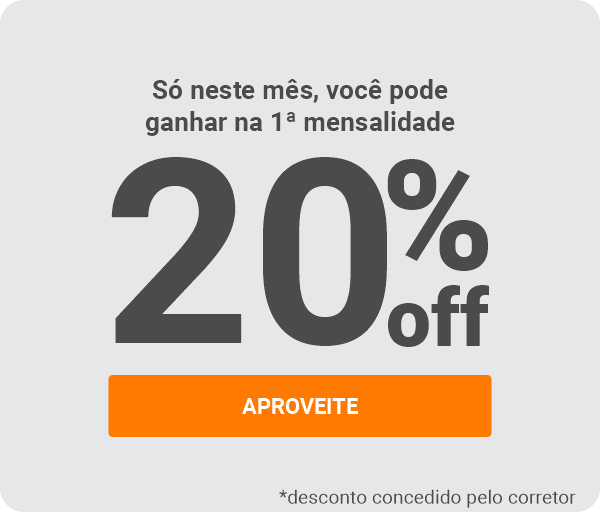 Só neste mês, você pode
ganhar na 1ª mensalidade
20%
off
APROVEITE
*desconto concedido pelo corretor